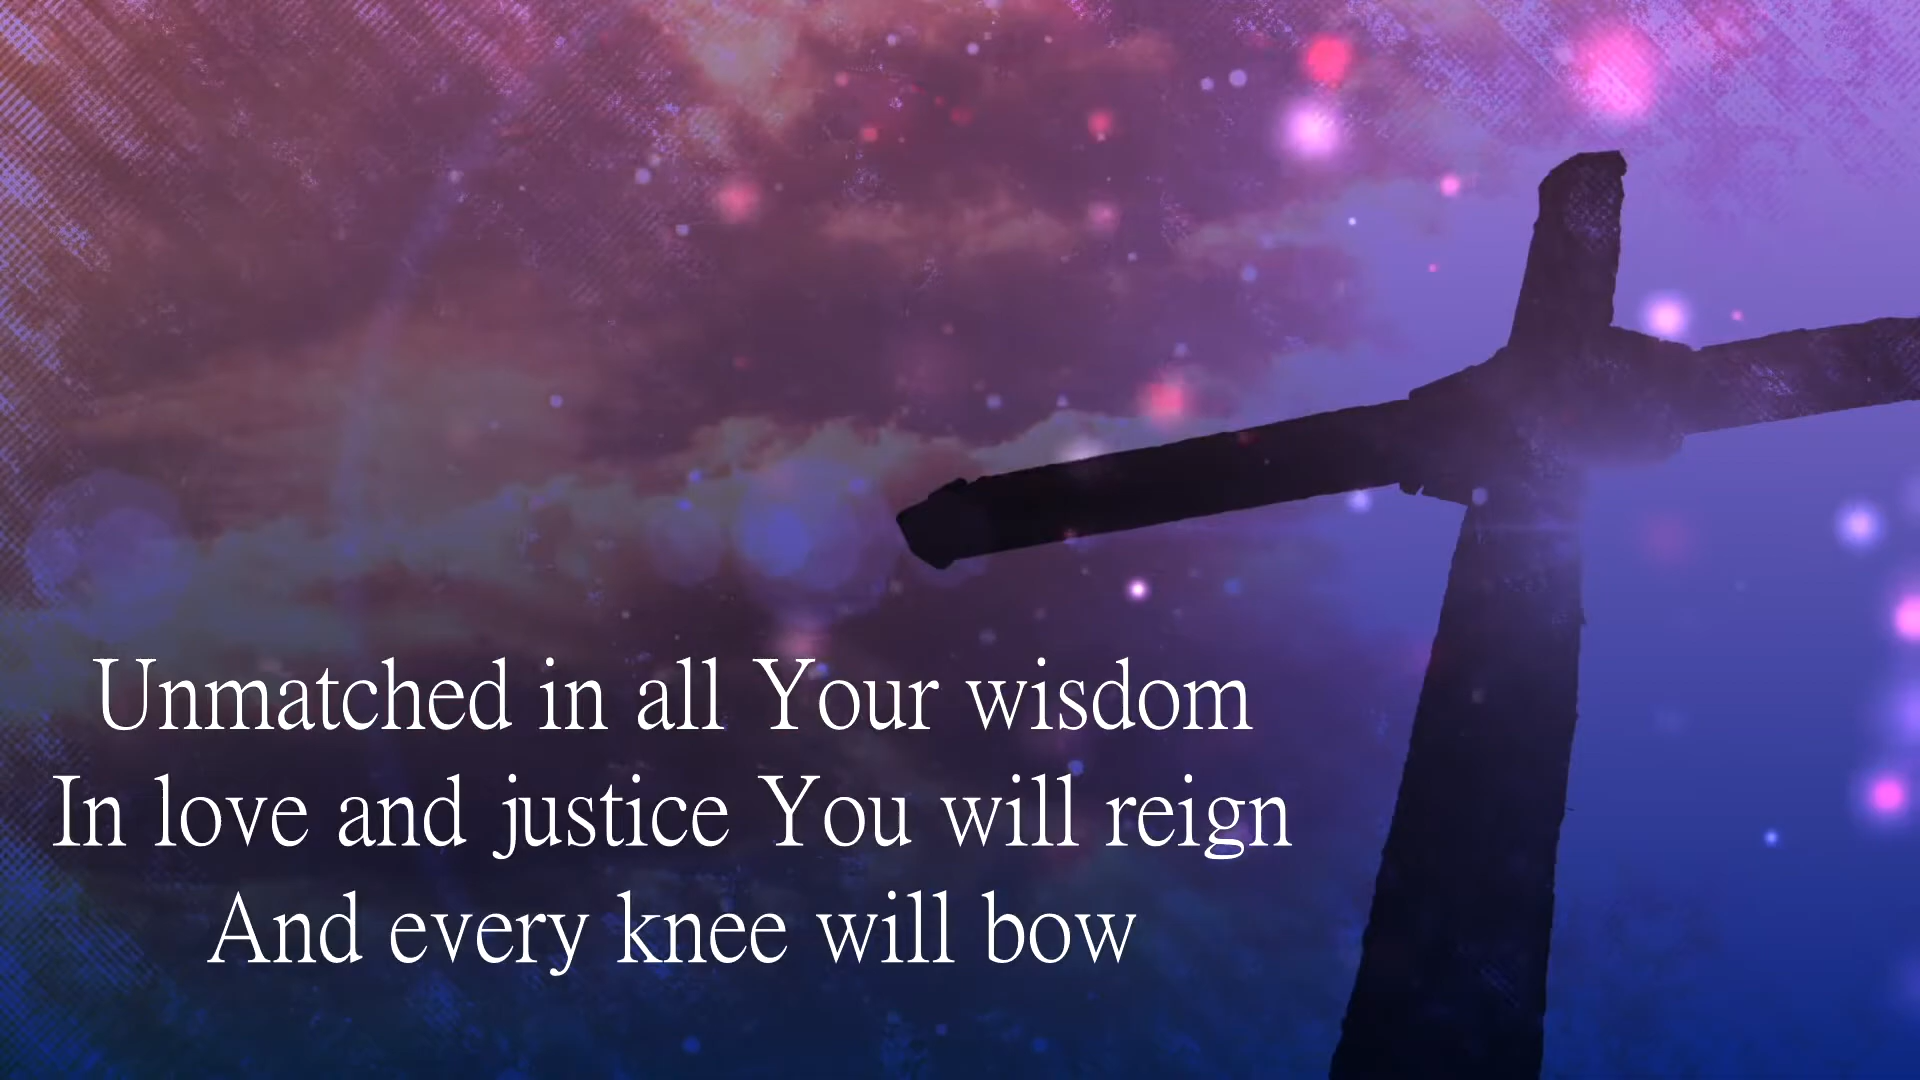 Unmatched in all Your wisdom
In love and justice You will reign
And every knee will bow